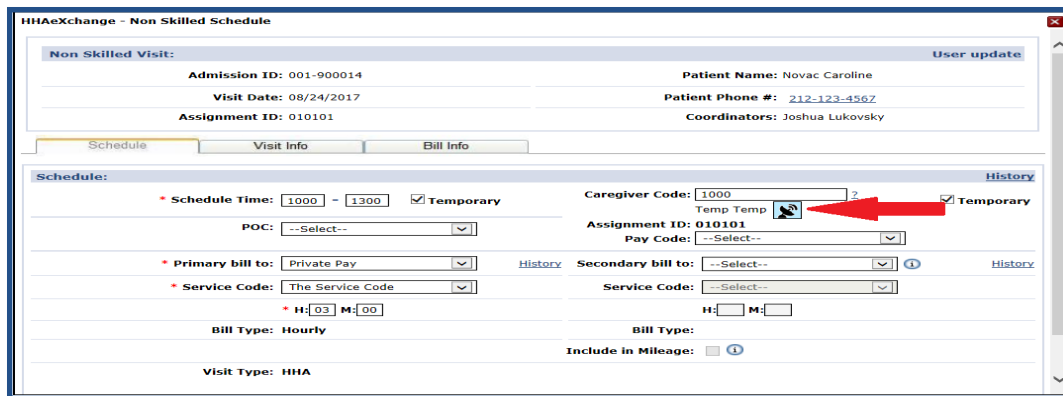 HHAeXchange - Non Skilled Schedule
Non Skilled Visit: User update
Admission ID: 001-900014 Patient Name: Novac Caroline
Visit Date: 08/24/2017 Patient Phone #: 212-123-4567
Assignment ID: 010101 Coordinators: Joshua Lukovsky
Schedule Visit Info Bill Info
Schedule: History
* Schedule Time: 1000 - 1300 Temporary Caregiver Code: 1000 ? Temporary
Temp Temp
POC: --Select-- Assignment ID: 010101
Pay Code: --Select--
* Primary bill to: Private Pay History Secondary bill to: --Select-- History
* Service Code: The Service Code Service Code: --Select--
* H: 03 M: 00 H: M:
Bill Type: Hourly Bill Type:
Include in Mileage:
Visit Type: HHA